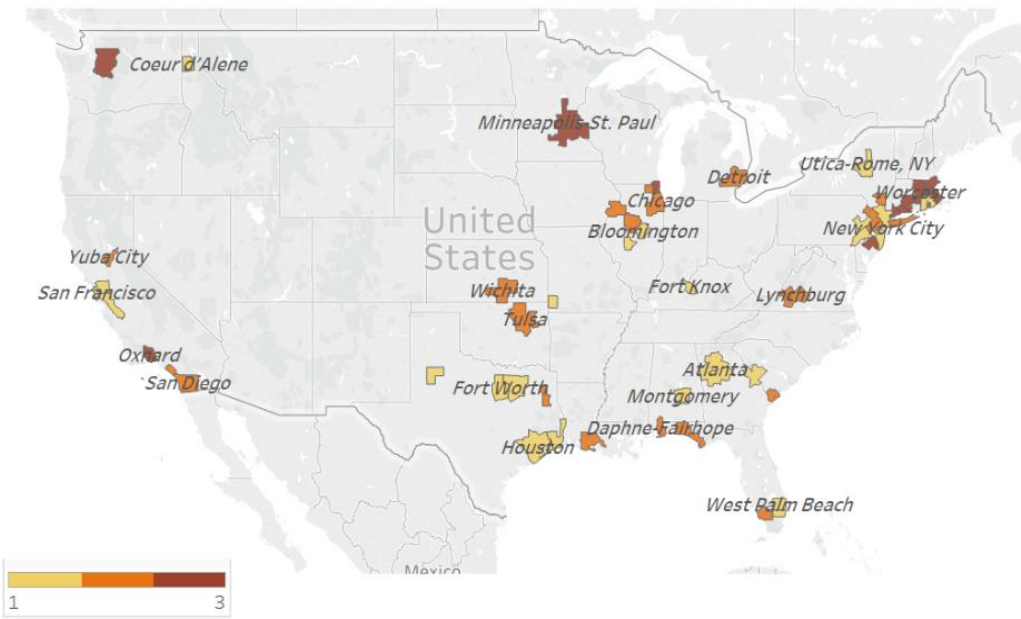 Coeur d'Alene
Minneapolis-St. Paul
Utica-Rome, NY
Detroit
Worcester
Chicago
United
States
Bloomington
New York City
Yuba City
San Francisco
Wichita
Fort Knox
Lynchburg
Tulsa
Oxnard
San Diego
Atlanta
Fort Worth
Montgomery
Daphne-Fairhope
Houston
West Palm Beach
Mexico
1 3